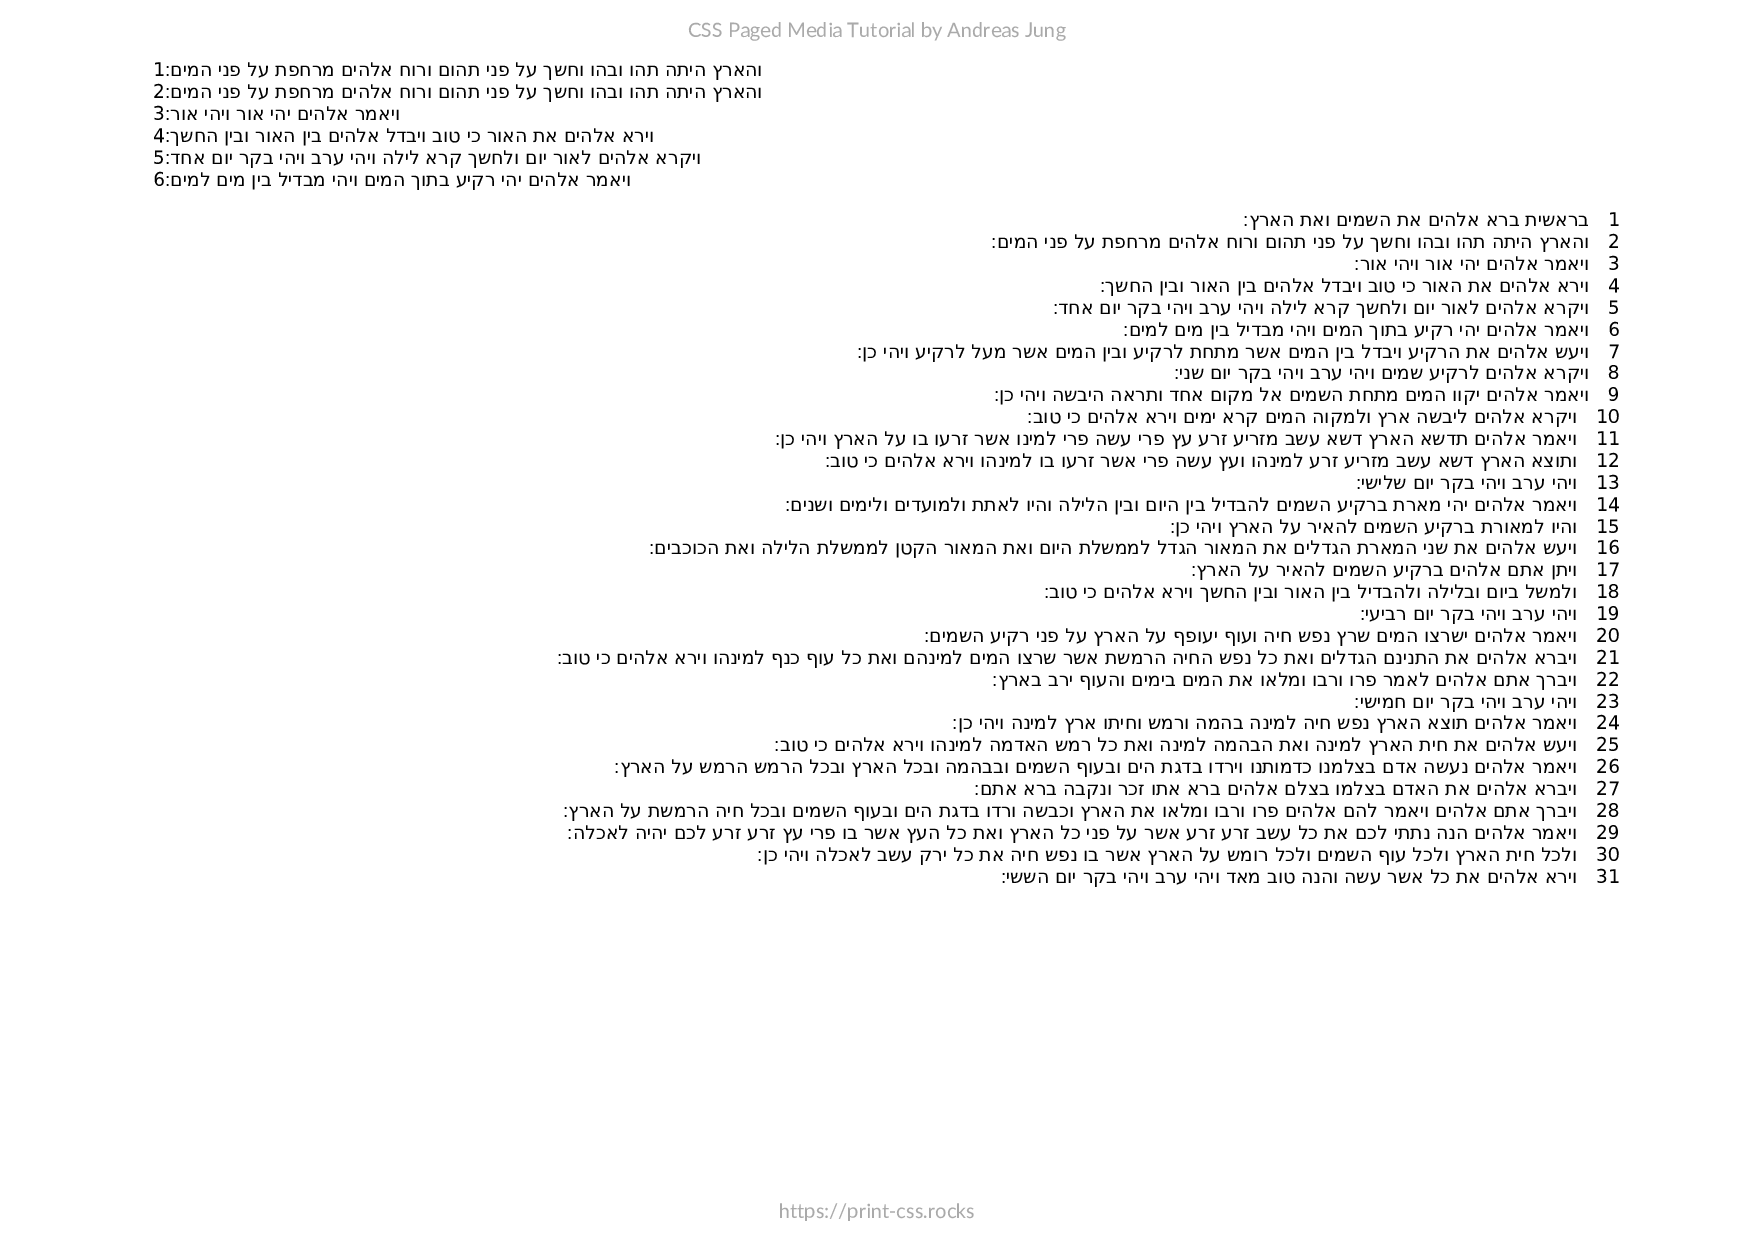 CSS Paged Media Tutorial by Andreas Jung
1:והארץ היתה תהו ובהו וחשך על פני תהום ורוח אלהים מרחפת על פני המים
2:והארץ היתה תהו ובהו וחשך על פני תהום ורוח אלהים מרחפת על פני המים
3:ויאמר אלהים יהי אור ויהי אור
4:וירא אלהים את האור כי טוב ויבדל אלהים בין האור ובין החשך
5:ויקרא אלהים לאור יום ולחשך קרא לילה ויהי ערב ויהי בקר יום אחד
6:ויאמר אלהים יהי רקיע בתוך המים ויהי מבדיל בין מים למים
1 בראשית ברא אלהים את השמים ואת הארץ:
2 והארץ היתה תהו ובהו וחשך על פני תהום ורוח אלהים מרחפת על פני המים:
3 ויאמר אלהים יהי אור ויהי אור:
4 וירא אלהים את האור כי טוב ויבדל אלהים בין האור ובין החשך:
5 ויקרא אלהים לאור יום ולחשך קרא לילה ויהי ערב ויהי בקר יום אחד:
6 ויאמר אלהים יהי רקיע בתוך המים ויהי מבדיל בין מים למים:
7 ויעש אלהים את הרקיע ויבדל בין המים אשר מתחת לרקיע ובין המים אשר מעל לרקיע ויהי כן:
8 ויקרא אלהים לרקיע שמים ויהי ערב ויהי בקר יום שני:
9 ויאמר אלהים יקוו המים מתחת השמים אל מקום אחד ותראה היבשה ויהי כן:
10 ויקרא אלהים ליבשה ארץ ולמקוה המים קרא ימים וירא אלהים כי טוב:
11 ויאמר אלהים תדשא הארץ דשא עשב מזריע זרע עץ פרי עשה פרי למינו אשר זרעו בו על הארץ ויהי כן:
12 ותוצא הארץ דשא עשב מזריע זרע למינהו ועץ עשה פרי אשר זרעו בו למינהו וירא אלהים כי טוב:
13 ויהי ערב ויהי בקר יום שלישי:
14 ויאמר אלהים יהי מארת ברקיע השמים להבדיל בין היום ובין הלילה והיו לאתת ולמועדים ולימים ושנים:
15 והיו למאורת ברקיע השמים להאיר על הארץ ויהי כן:
16 ויעש אלהים את שני המארת הגדלים את המאור הגדל לממשלת היום ואת המאור הקטן לממשלת הלילה ואת הכוכבים:
17 ויתן אתם אלהים ברקיע השמים להאיר על הארץ:
18 ולמשל ביום ובלילה ולהבדיל בין האור ובין החשך וירא אלהים כי טוב:
19 ויהי ערב ויהי בקר יום רביעי:
20 ויאמר אלהים ישרצו המים שרץ נפש חיה ועוף יעופף על הארץ על פני רקיע השמים:
21 ויברא אלהים את התנינם הגדלים ואת כל נפש החיה הרמשת אשר שרצו המים למינהם ואת כל עוף כנף למינהו וירא אלהים כי טוב:
22 ויברך אתם אלהים לאמר פרו ורבו ומלאו את המים בימים והעוף ירב בארץ:
23 ויהי ערב ויהי בקר יום חמישי:
24 ויאמר אלהים תוצא הארץ נפש חיה למינה בהמה ורמש וחיתו ארץ למינה ויהי כן:
25 ויעש אלהים את חית הארץ למינה ואת הבהמה למינה ואת כל רמש האדמה למינהו וירא אלהים כי טוב:
26 ויאמר אלהים נעשה אדם בצלמנו כדמותנו וירדו בדגת הים ובעוף השמים ובבהמה ובכל הארץ ובכל הרמש הרמש על הארץ:
27 ויברא אלהים את האדם בצלמו בצלם אלהים ברא אתו זכר ונקבה ברא אתם:
28 ויברך אתם אלהים ויאמר להם אלהים פרו ורבו ומלאו את הארץ וכבשה ורדו בדגת הים ובעוף השמים ובכל חיה הרמשת על הארץ:
29 ויאמר אלהים הנה נתתי לכם את כל עשב זרע זרע אשר על פני כל הארץ ואת כל העץ אשר בו פרי עץ זרע זרע לכם יהיה לאכלה:
30 ולכל חית הארץ ולכל עוף השמים ולכל רומש על הארץ אשר בו נפש חיה את כל ירק עשב לאכלה ויהי כן:
31 וירא אלהים את כל אשר עשה והנה טוב מאד ויהי ערב ויהי בקר יום הששי:
https://print-css.rocks